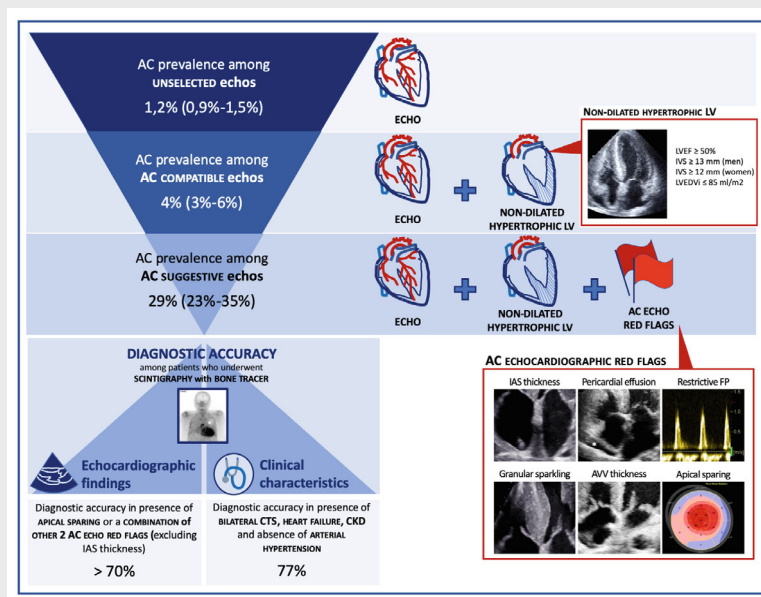 AC prevalence among
UNSELECTED echos
1,2% (0,9%-1,5%)
ECHO
NON-DILATED HYPERTROPHIC LV
LVEF ≥ 50%
IVS ≥ 13 mm (men)
IVS ≥ 12 mm (women)
LVEDVi ≤ 85 ml/m2
AC prevalence among
AC COMPATIBLE echos
4% (3%-6%)
ECHO
NON-DILATED
HYPERTROPHIC LV
AC prevalence among
AC SUGGESTIVE echos
29% (23%-35%)
ECHO
NON-DILATED
HYPERTROPHIC LV
AC ECHO
RED FLAGS
DIAGNOSTIC ACCURACY
among patients who underwent
SCINTIGRAPHY with BONE TRACER
Echocardiographic
findings
Clinical
characteristics
Diagnostic accuracy in presence of
APICAL SPARING or a COMBINATION OF
OTHER 2 AC ECHO RED FLAGS (excluding
IAS thickness)
> 70%
Diagnostic accuracy in presence of
BILATERAL CTS, HEART FAILURE, CKD
and absence of ARTERIAL
HYPERTENSION
77%
AC ECHOCARDIOGRAPHIC RED FLAGS
IAS thickness
Pericardial effusion
Restrictive FP
1.5
1.0
0.5
[m/s]
Granular sparkling
AVV thickness
Apical sparing